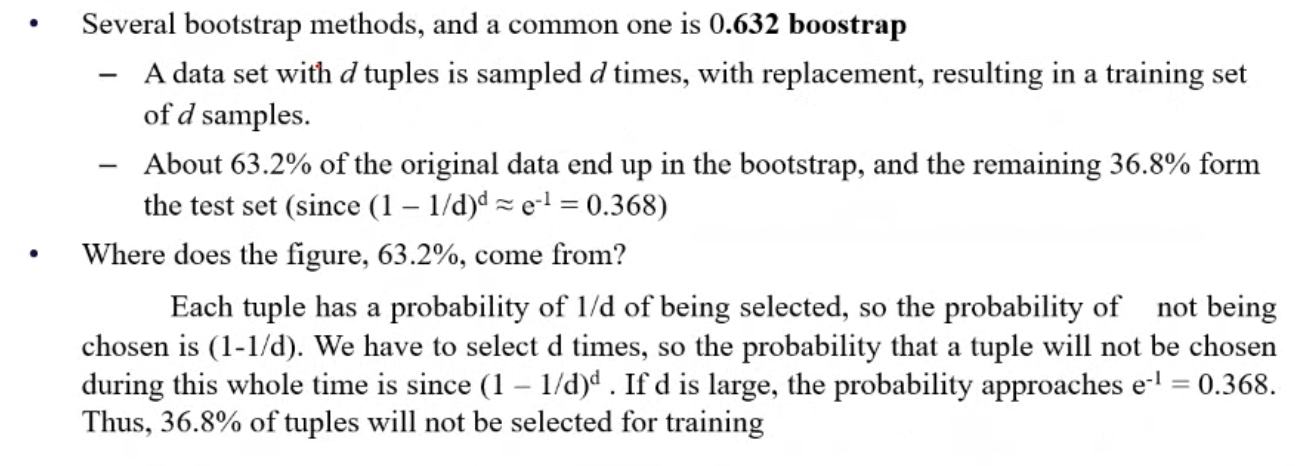 • Several bootstrap methods, and a common one is 0.632 boostrap
– A data set with d tuples is sampled d times, with replacement, resulting in a training set
of d samples.
– About 63.2% of the original data end up in the bootstrap, and the remaining 36.8% form
the test set (since (1 – 1/d)ᵈ ≈ e⁻¹ = 0.368)
• Where does the figure, 63.2%, come from?
Each tuple has a probability of 1/d of being selected, so the probability of not being
chosen is (1-1/d). We have to select d times, so the probability that a tuple will not be chosen
during this whole time is since (1 – 1/d)ᵈ . If d is large, the probability approaches e⁻¹ = 0.368.
Thus, 36.8% of tuples will not be selected for training